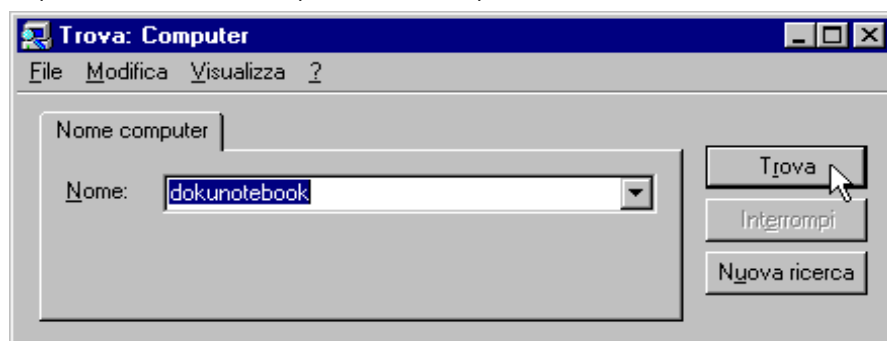 Trova: Computer
File Modifica Visualizza ?
Nome computer
Nome: dokunotebook
Trova
Interrompi
Nuova ricerca